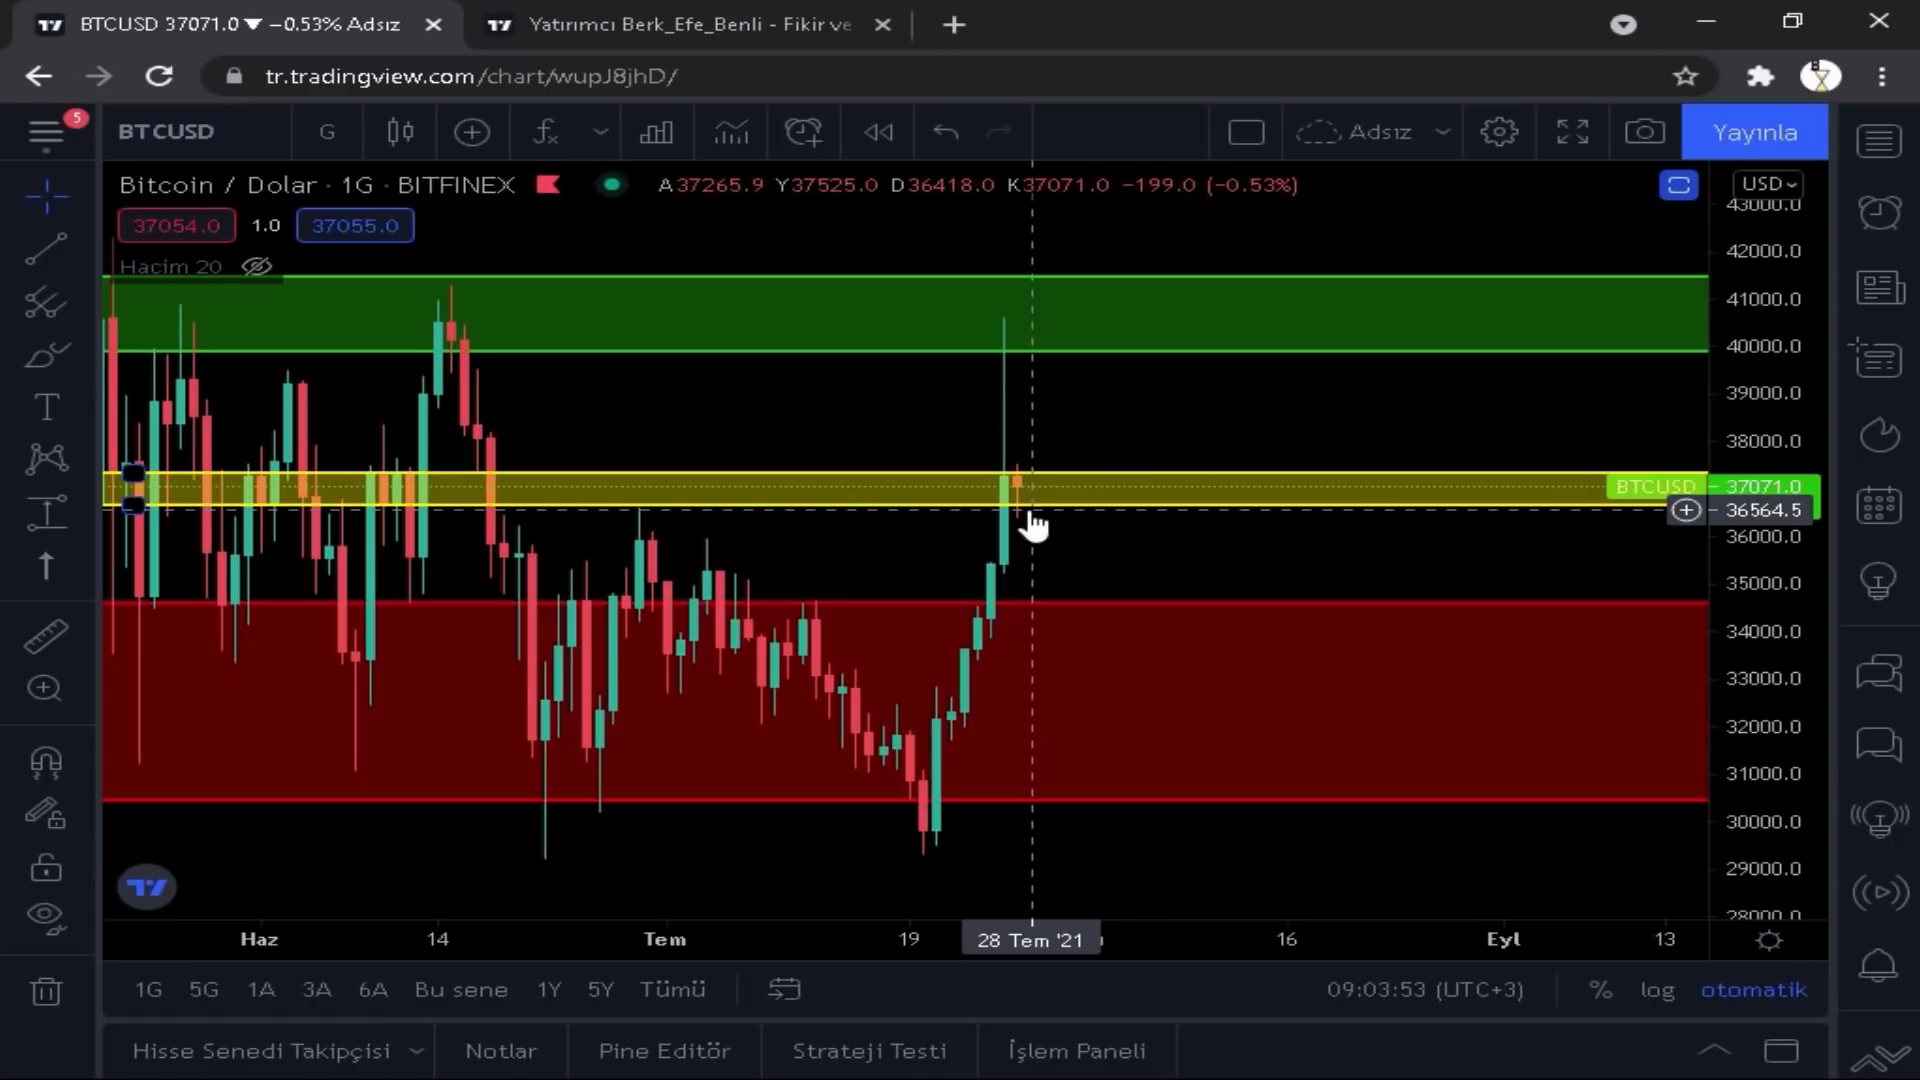 BTCUSD 37071.0 ▼ −0.53% Adsız
Yatırımcı Berk_Efe_Benli - Fikir ve
tr.tradingview.com/chart/wupJ8jhD/
5
BTCUSD
G
Adsız
Yayınla
Bitcoin / Dolar · 1G · BITFINEX
A37265.9 Y37525.0 D36418.0 K37071.0 −199.0 (−0.53%)
USD
37054.0
1.0
37055.0
Hacim 20
43000.0
42000.0
41000.0
40000.0
39000.0
38000.0
BTCUSD
37071.0
36564.5
36000.0
35000.0
34000.0
33000.0
32000.0
31000.0
30000.0
29000.0
28000.0
Haz
14
Tem
19
28 Tem '21
16
Eyl
13
1G
5G
1A
3A
6A
Bu sene
1Y
5Y
Tümü
09:03:53 (UTC+3)
%
log
otomatik
Hisse Senedi Takipçisi
Notlar
Pine Editör
Strateji Testi
İşlem Paneli